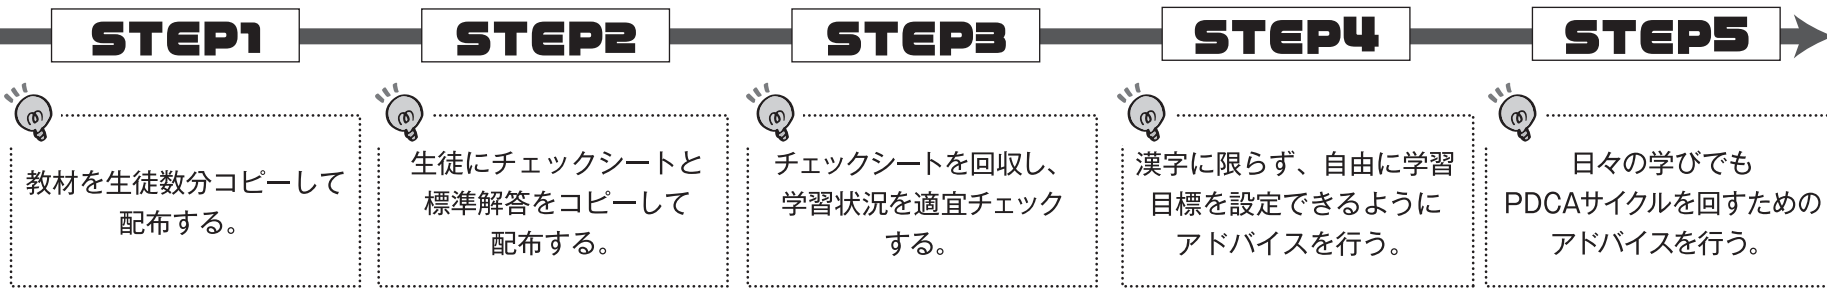 STEP1
STEP2
STEP3
STEP4
STEP5
教材を生徒数分コピーして
配布する。
生徒にチェックシートと
標準解答をコピーして
配布する。
チェックシートを回収し、
学習状況を適宜チェック
する。
漢字に限らず、自由に学習
目標を設定できるように
アドバイスを行う。
日々の学びでも
PDCAサイクルを回すための
アドバイスを行う。